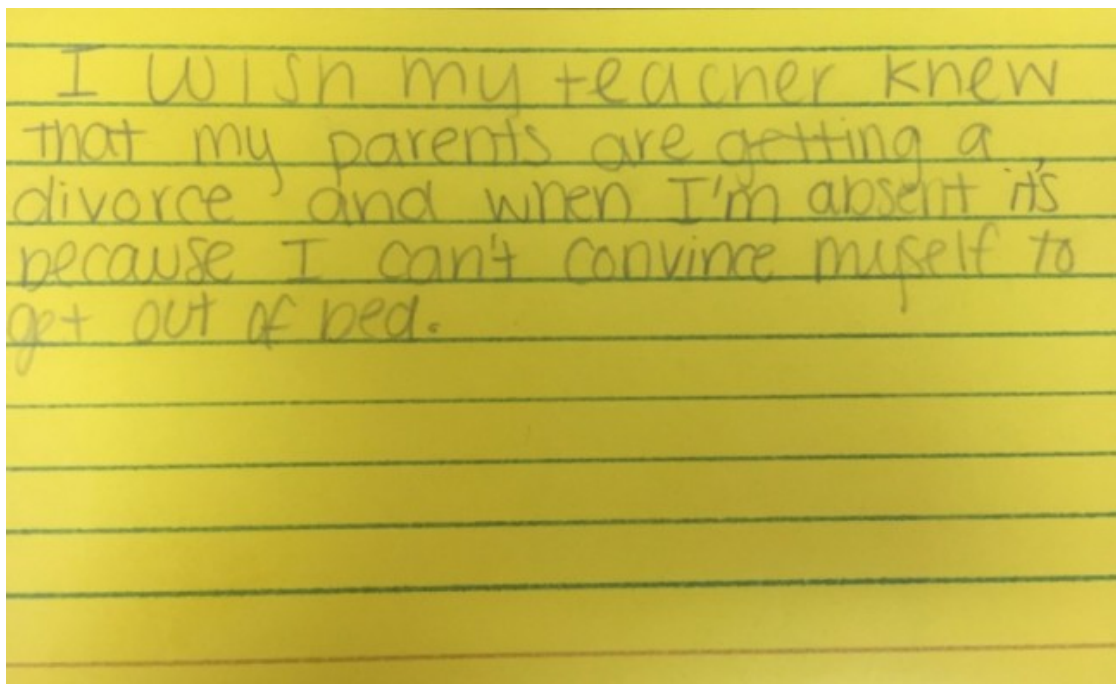 I wish my teacher knew
that my parents are getting a
divorce and when I'm absent it's
because I can't convince myself to
get out of bed.